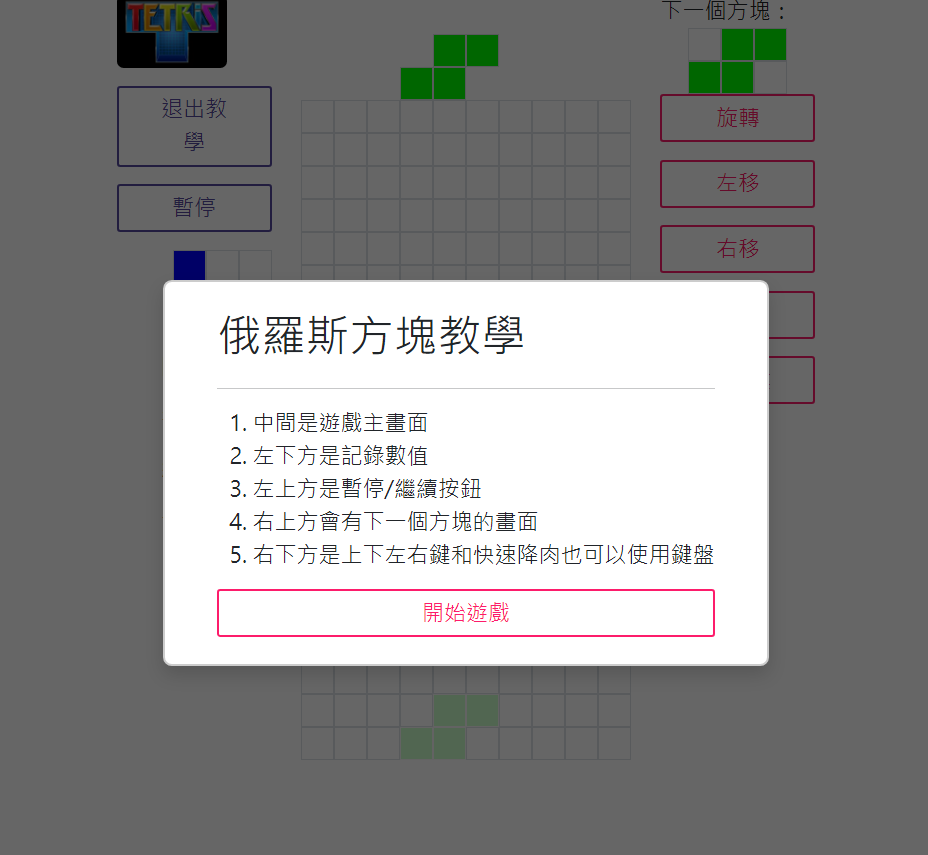 TETRIS
下一個方塊：
退出教
學
暫停
旋轉
左移
右移
俄羅斯方塊教學
1. 中間是遊戲主畫面
2. 左下方是記錄數值
3. 左上方是暫停/繼續按鈕
4. 右上方會有下一個方塊的畫面
5. 右下方是上下左右鍵和快速降肉也可以使用鍵盤
開始遊戲